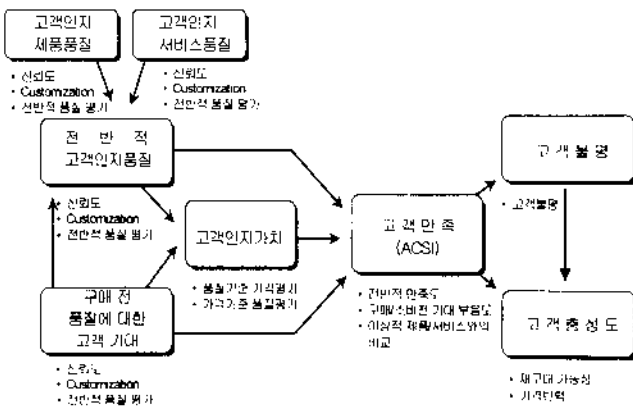 고객인지
제품품질
고객인지
서비스품질
• 신뢰도
• Customization
• 전반적 품질 평가
• 신뢰도
• Customization
• 전반적 품질 평가
전 반 적
고객인지품질
• 신뢰도
• Customization
• 전반적 품질 평가
고객인지가치
• 품질기준 가격평가
• 가격기준 품질평가
구매 전
품질에 대한
고객 기대
• 신뢰도
• Customization
• 전반적 품질 평가
고 객 만 족
(ACSI)
• 전반적 만족도
• 구매/소비전 기대 부응도
• 이상적 제품/서비스와의
비교
고 객 불 평
• 고객불평
고 객 충 성 도
• 재구매 가능성
• 가격탄력